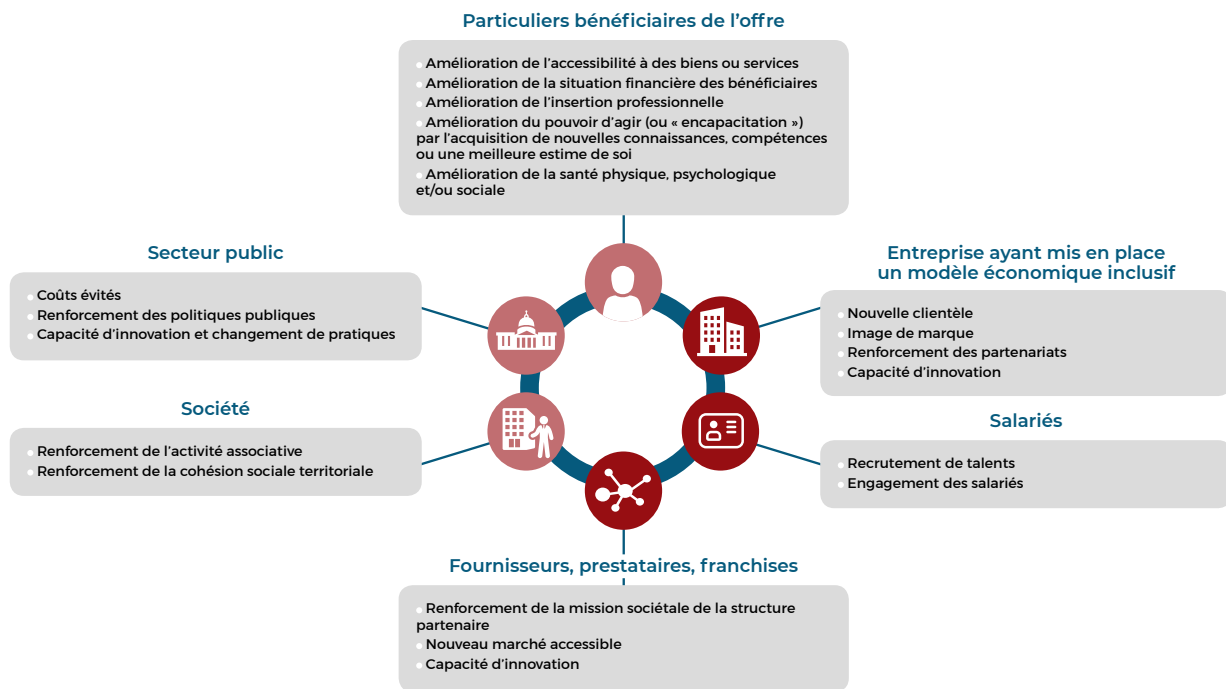 Particuliers bénéficiaires de l’offre
• Amélioration de l’accessibilité à des biens ou services
• Amélioration de la situation financière des bénéficiaires
• Amélioration de l’insertion professionnelle
• Amélioration du pouvoir d’agir (ou « encapacitation »)
par l’acquisition de nouvelles connaissances, compétences
ou une meilleure estime de soi
• Amélioration de la santé physique, psychologique
et/ou sociale
Secteur public
• Coûts évités
• Renforcement des politiques publiques
• Capacité d’innovation et changement de pratiques
Entreprise ayant mis en place
un modèle économique inclusif
• Nouvelle clientèle
• Image de marque
• Renforcement des partenariats
• Capacité d’innovation
Société
• Renforcement de l’activité associative
• Renforcement de la cohésion sociale territoriale
Salariés
• Recrutement de talents
• Engagement des salariés
Fournisseurs, prestataires, franchises
• Renforcement de la mission sociétale de la structure
partenaire
• Nouveau marché accessible
• Capacité d’innovation